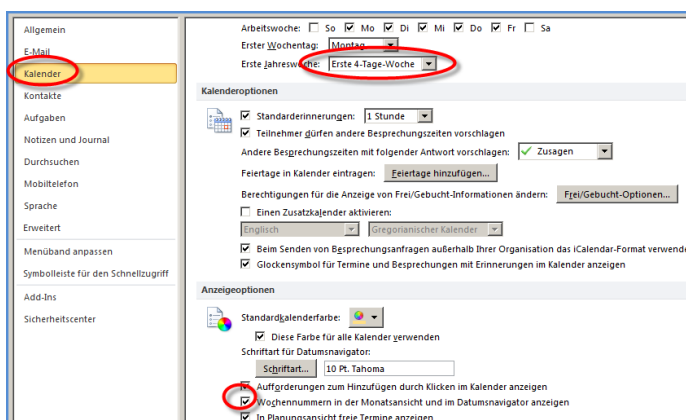 Allgemein
E-Mail
Kalender
Kontakte
Aufgaben
Notizen und Journal
Durchsuchen
Mobiltelefon
Sprache
Erweitert
Menüband anpassen
Symbolleiste für den Schnellzugriff
Add-Ins
Sicherheitscenter
Arbeitswoche: So Mo Di Mi Do Fr Sa
Erster Wochentag: Montag
Erste Jahreswoche: Erste 4-Tage-Woche
Kalenderoptionen
Standarderinnerungen: 1 Stunde
Teilnehmer dürfen andere Besprechungszeiten vorschlagen
Andere Besprechungszeiten mit folgender Antwort vorschlagen: Zusagen
Feiertage in Kalender eintragen: Feiertage hinzufügen...
Berechtigungen für die Anzeige von Frei/Gebucht-Informationen ändern: Frei/Gebucht-Optionen...
Einen Zusatzkalender aktivieren:
Englisch Gregorianischer Kalender
Beim Senden von Besprechungsanfragen außerhalb Ihrer Organisation das iCalendar-Format verwende
Glockensymbol für Termine und Besprechungen mit Erinnerungen im Kalender anzeigen
Anzeigeoptionen
Standardkalenderfarbe:
Diese Farbe für alle Kalender verwenden
Schriftart für Datumsnavigator:
Schriftart... 10 Pt. Tahoma
Aufforderungen zum Hinzufügen durch Klicken im Kalender anzeigen
Wochennummern in der Monatsansicht und im Datumsnavigator anzeigen
In Planungsansicht freie Termine anzeigen